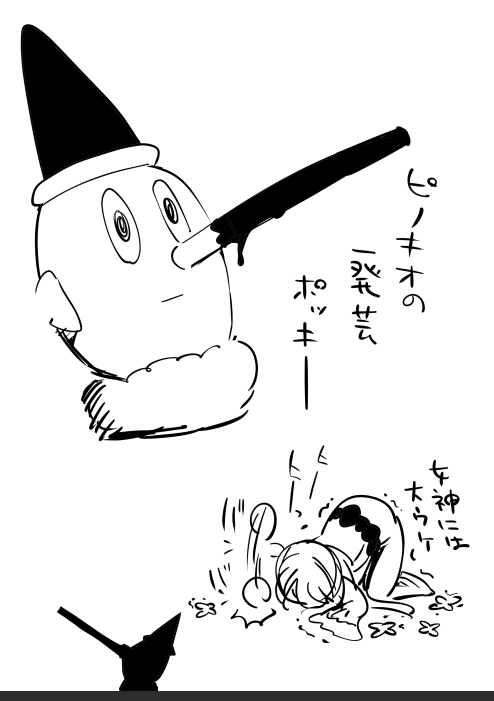 ピノキオの
一発芸
ポッキー
女神には
大ウケ